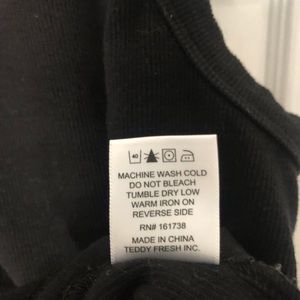 40
MACHINE WASH COLD
DO NOT BLEACH
TUMBLE DRY LOW
WARM IRON ON
REVERSE SIDE
RN# 161738
MADE IN CHINA
TEDDY FRESH INC.